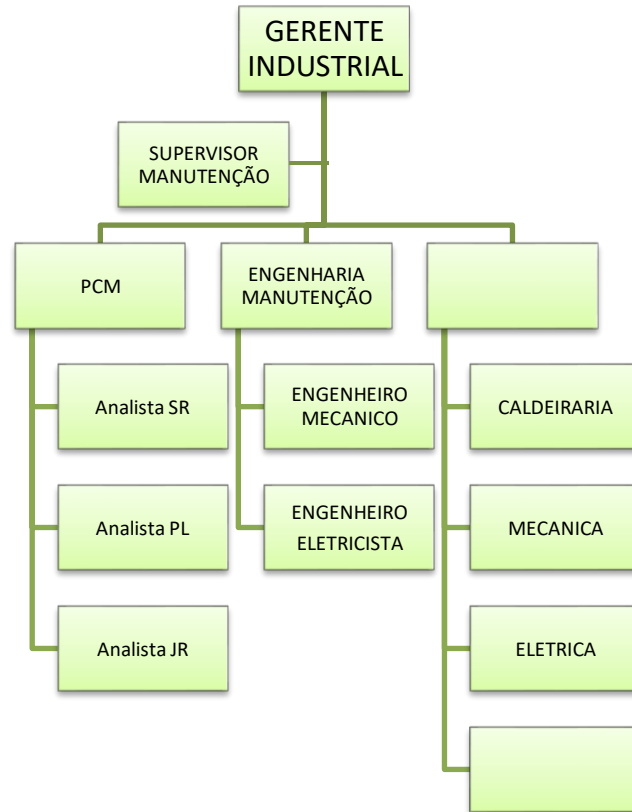 GERENTE
INDUSTRIAL
SUPERVISOR
MANUTENÇÃO
PCM
ENGENHARIA
MANUTENÇÃO
Analista SR
ENGENHEIRO
MECANICO
CALDEIRARIA
Analista PL
ENGENHEIRO
ELETRICISTA
MECANICA
Analista JR
ELETRICA